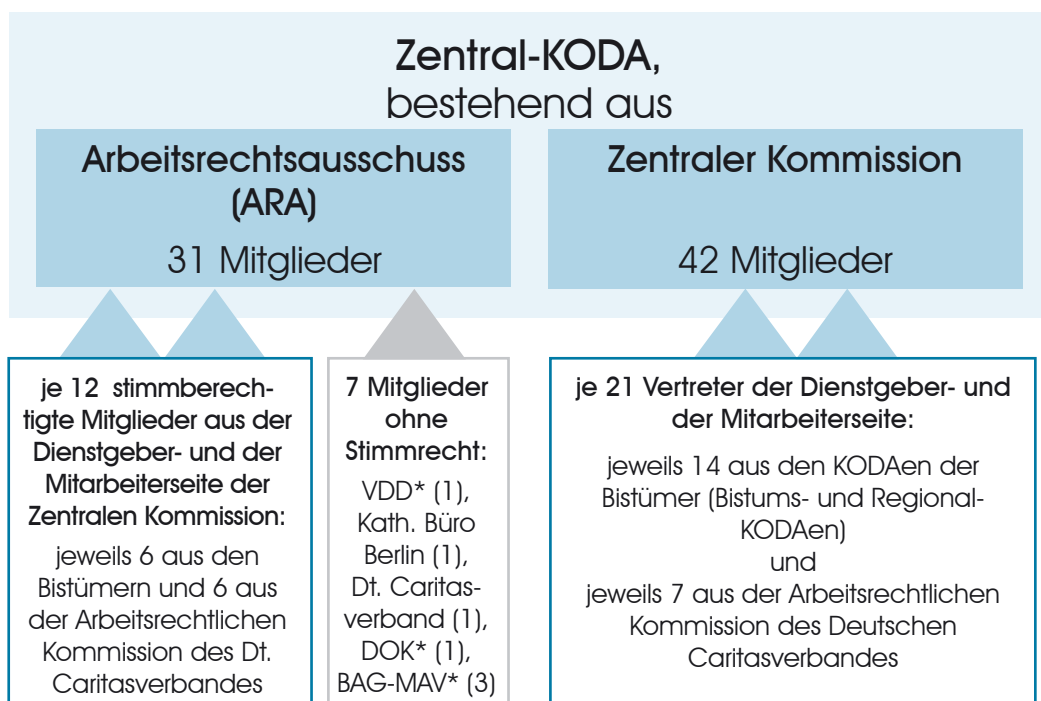 Zentral-KODA,
bestehend aus
Arbeitsrechtsausschuss
(ARA)
31 Mitglieder
Zentraler Kommission
42 Mitglieder
je 12 stimmberech-
tigte Mitglieder aus der
Dienstgeber- und der
Mitarbeiterseite der
Zentralen Kommission:
jeweils 6 aus den
Bistümern und 6 aus
der Arbeitsrechtlichen
Kommission des Dt.
Caritasverbandes
7 Mitglieder
ohne
Stimmrecht:
VDD* (1),
Kath. Büro
Berlin (1),
Dt. Caritas-
verband (1),
DOK* (1),
BAG-MAV* (3)
je 21 Vertreter der Dienstgeber- und
der Mitarbeiterseite:
jeweils 14 aus den KODAen der
Bistümer (Bistums- und Regional-
KODAen)
und
jeweils 7 aus der Arbeitsrechtlichen
Kommission des Deutschen
Caritasverbandes